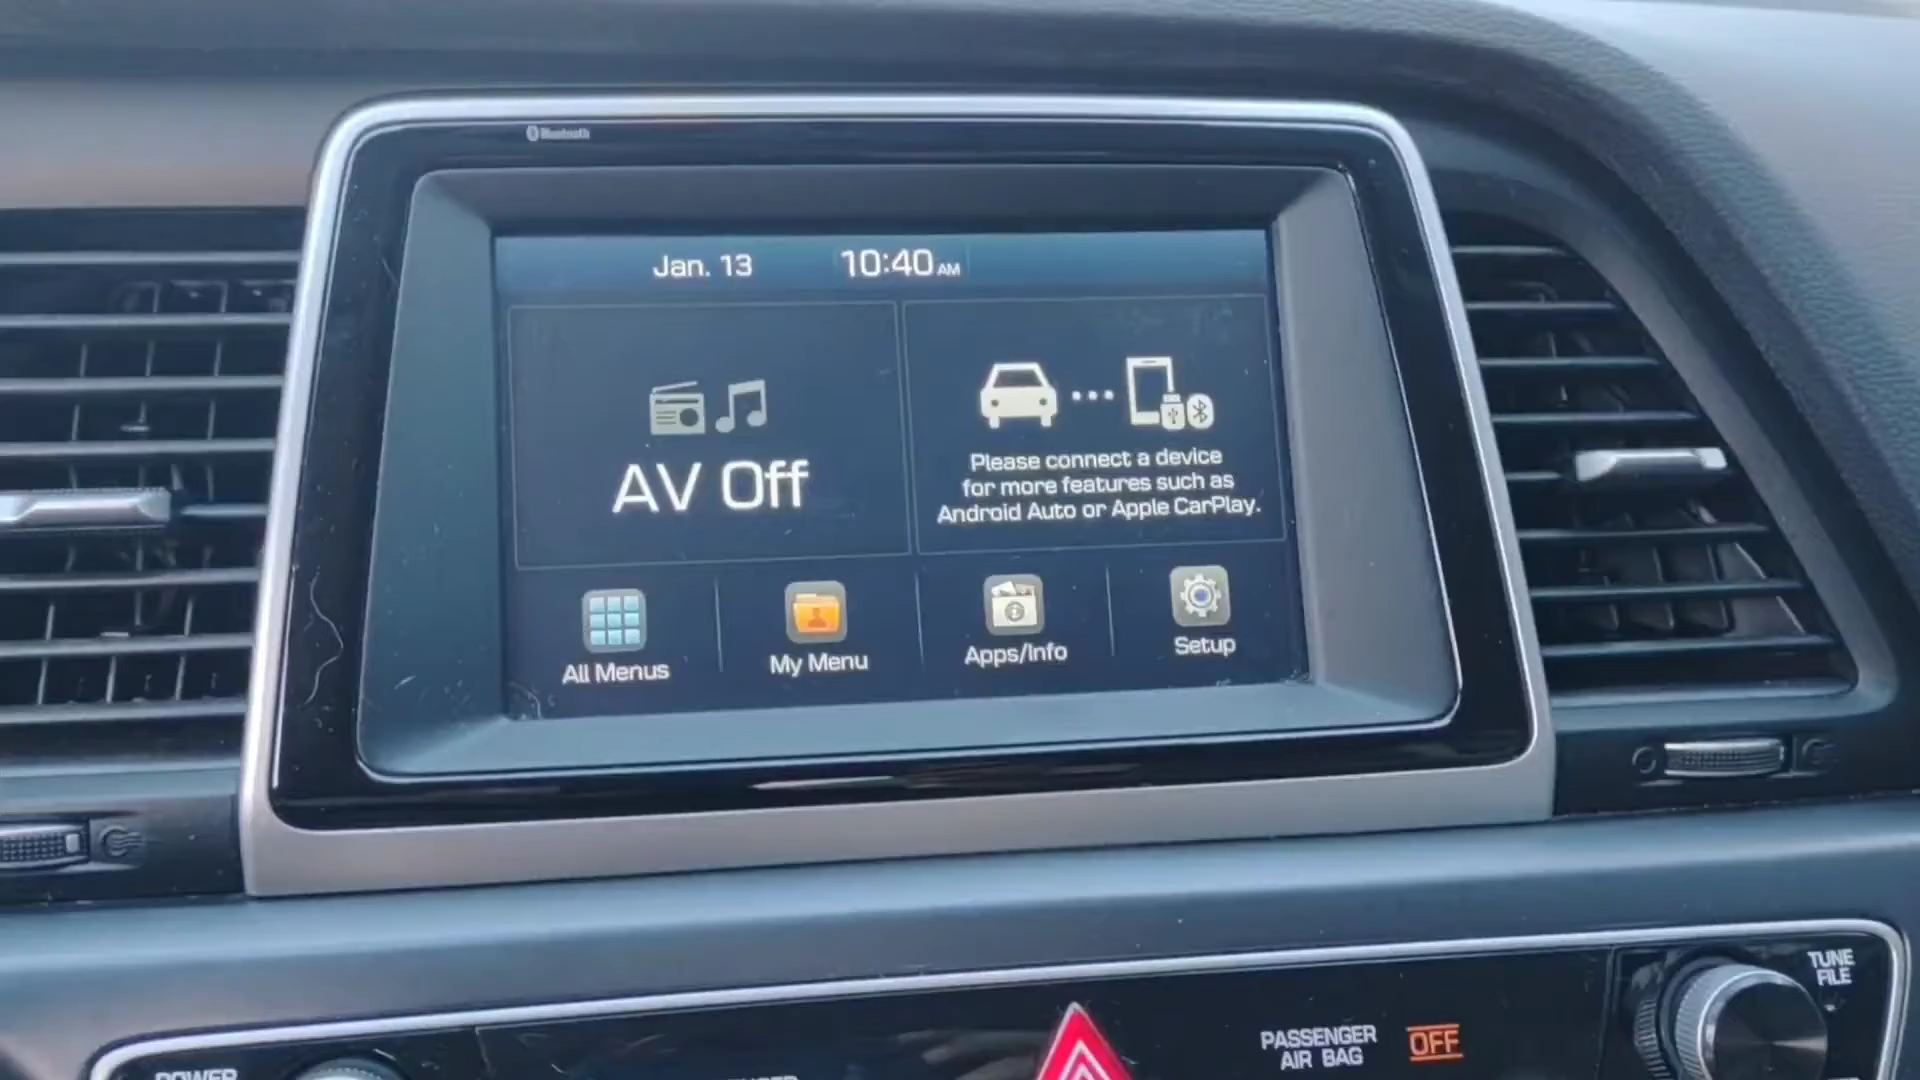 Bluetooth
Jan. 13
10:40 AM
AV Off
Please connect a device
for more features such as
Android Auto or Apple CarPlay.
All Menus
My Menu
Apps/Info
Setup
TUNE
FILE
PASSENGER
AIR BAG
OFF
POWER